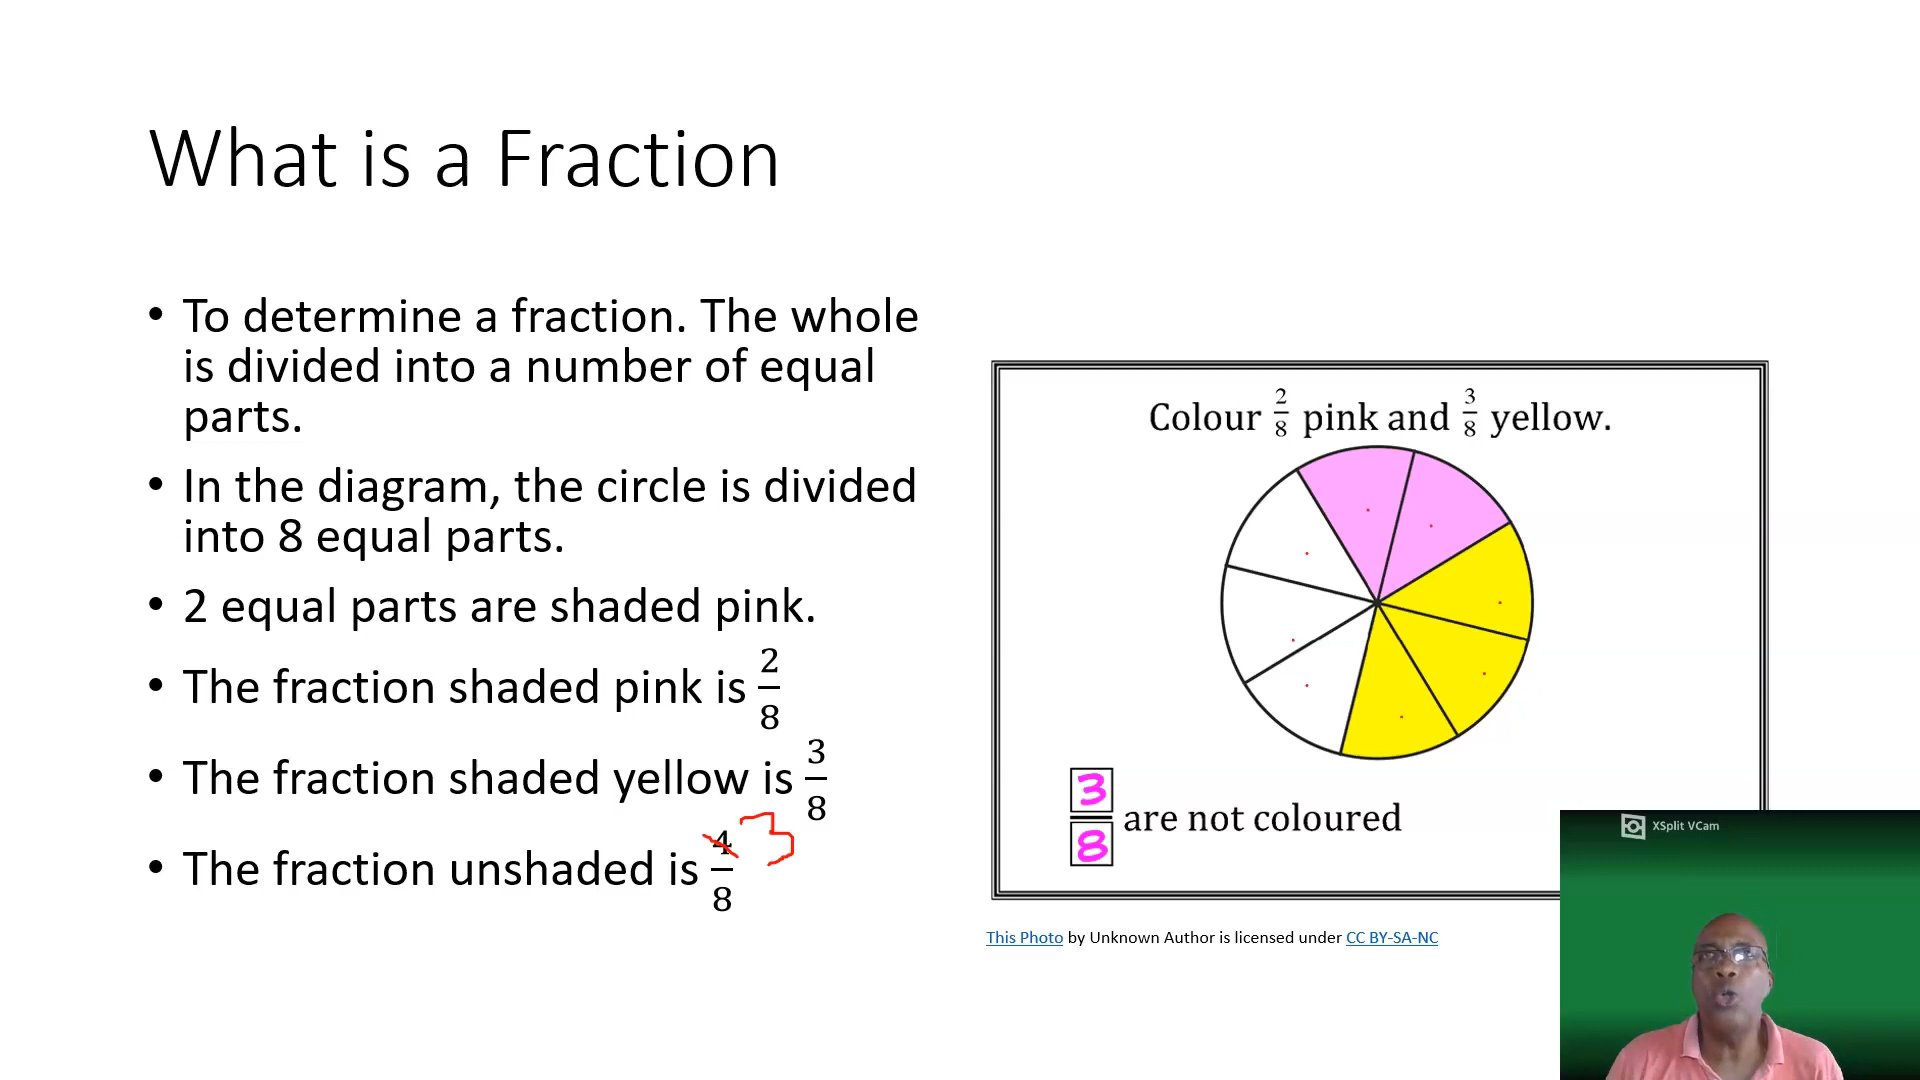 What is a Fraction
• To determine a fraction. The whole
is divided into a number of equal
parts.
• In the diagram, the circle is divided
into 8 equal parts.
• 2 equal parts are shaded pink.
• The fraction shaded pink is 2/8
• The fraction shaded yellow is 3/8
• The fraction unshaded is 4/8 3
Colour 2/8 pink and 3/8 yellow.
3/8 are not coloured
This Photo by Unknown Author is licensed under CC BY-SA-NC
XSplit VCam